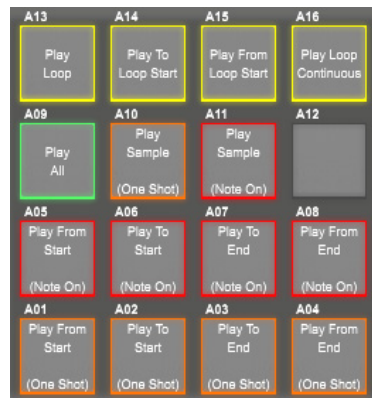 A13 A14 A15 A16
Play Play To Play From Play Loop
Loop Loop Start Loop Start Continuous
A09 A10 A11 A12
Play Play
Play Sample Sample
All
(One Shot) (Note On)
A05 A06 A07 A08
Play From Play To Play To Play From
Start Start End End
(Note On) (Note On) (Note On) (Note On)
A01 A02 A03 A04
Play From Play To Play To Play From
Start Start End End
(One Shot) (One Shot) (One Shot) (One Shot)